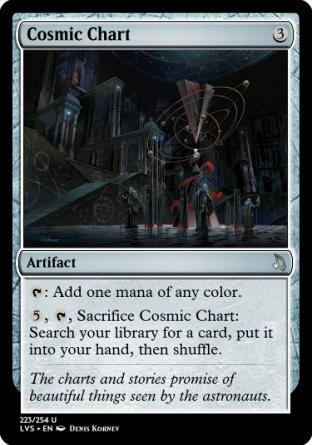 Cosmic Chart 3
Artifact
: Add one mana of any color.
5, , Sacrifice Cosmic Chart:
Search your library for a card, put it
into your hand, then shuffle.
The charts and stories promise of
beautiful things seen by the astronauts.
223/254 U
LVS • EN Denis Korney